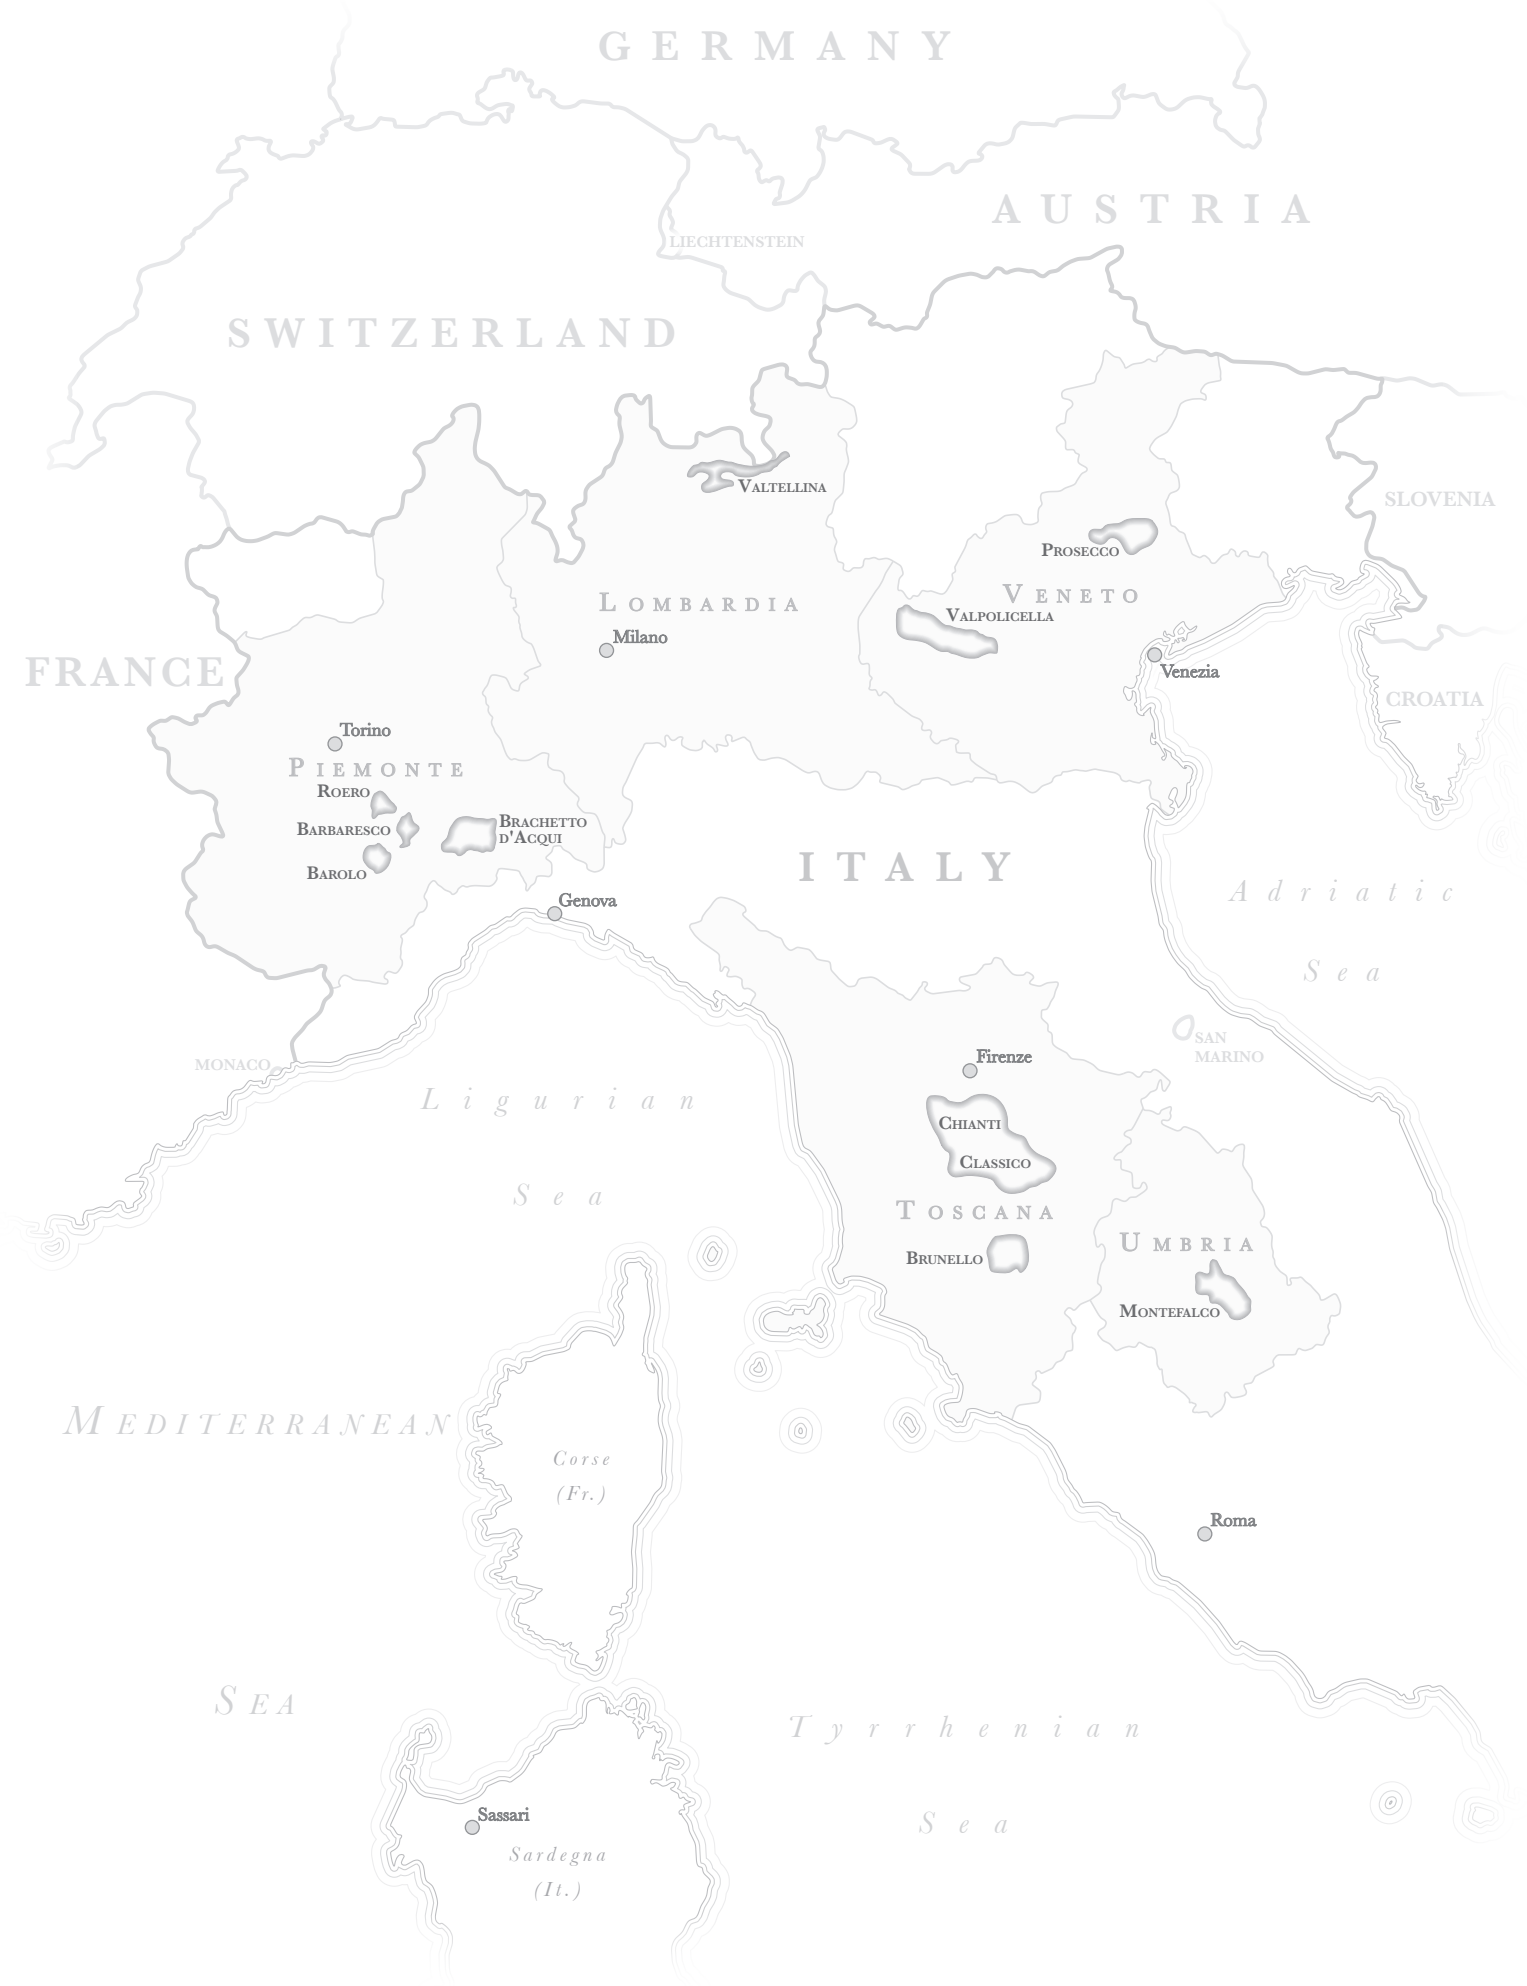 GERMANY
AUSTRIA
LIECHTENSTEIN
SWITZERLAND
VALTELLINA
SLOVENIA
PROSECCO
VENETO
LOMBARDIA
VALPOLICELLA
Milano
FRANCE
Venezia
CROATIA
Torino
PIEMONTE
ROERO
BARBARESCO
BRACHETTO
D'ACQUI
BAROLO
ITALY
Genova
Adriatic
Sea
SAN
MARINO
MONACO
Firenze
Ligurian
Sea
CHIANTI
CLASSICO
TOSCANA
UMBRIA
BRUNELLO
MONTEFALCO
MEDITERRANEAN
SEA
Corse
(Fr.)
Roma
Tyrrhenian
Sea
Sassari
Sardegna
(It.)